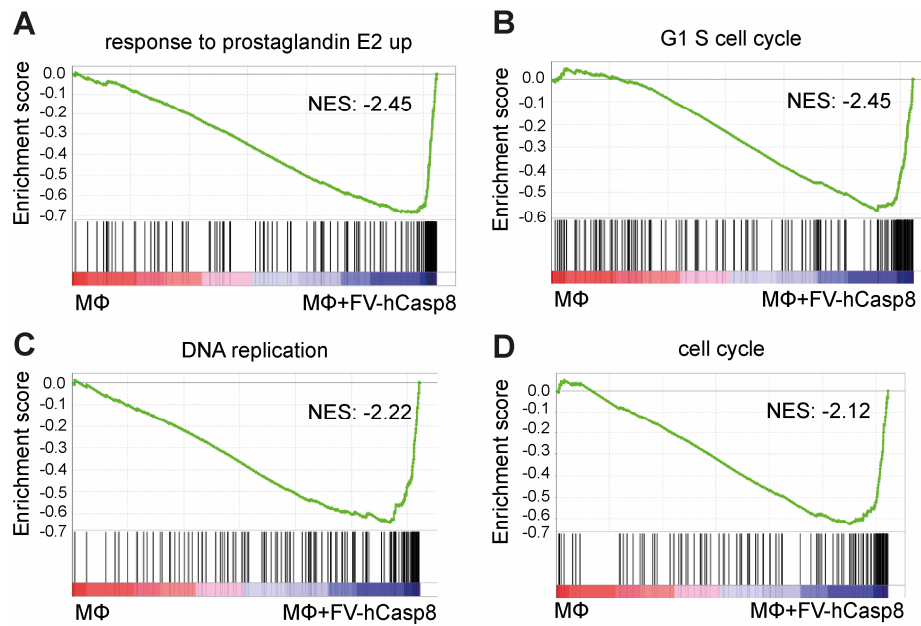 A
response to prostaglandin E2 up
Enrichment score
0.0
-0.1
-0.2
-0.3
-0.4
-0.5
-0.6
-0.7
NES: -2.45
MΦ
MΦ+FV-hCasp8
B
G1 S cell cycle
Enrichment score
0.0
-0.1
-0.2
-0.3
-0.4
-0.5
-0.6
NES: -2.45
MΦ
MΦ+FV-hCasp8
C
DNA replication
Enrichment score
0.0
-0.1
-0.2
-0.3
-0.4
-0.5
-0.6
-0.7
NES: -2.22
MΦ
MΦ+FV-hCasp8
D
cell cycle
Enrichment score
0.0
-0.1
-0.2
-0.3
-0.4
-0.5
-0.6
-0.7
NES: -2.12
MΦ
MΦ+FV-hCasp8